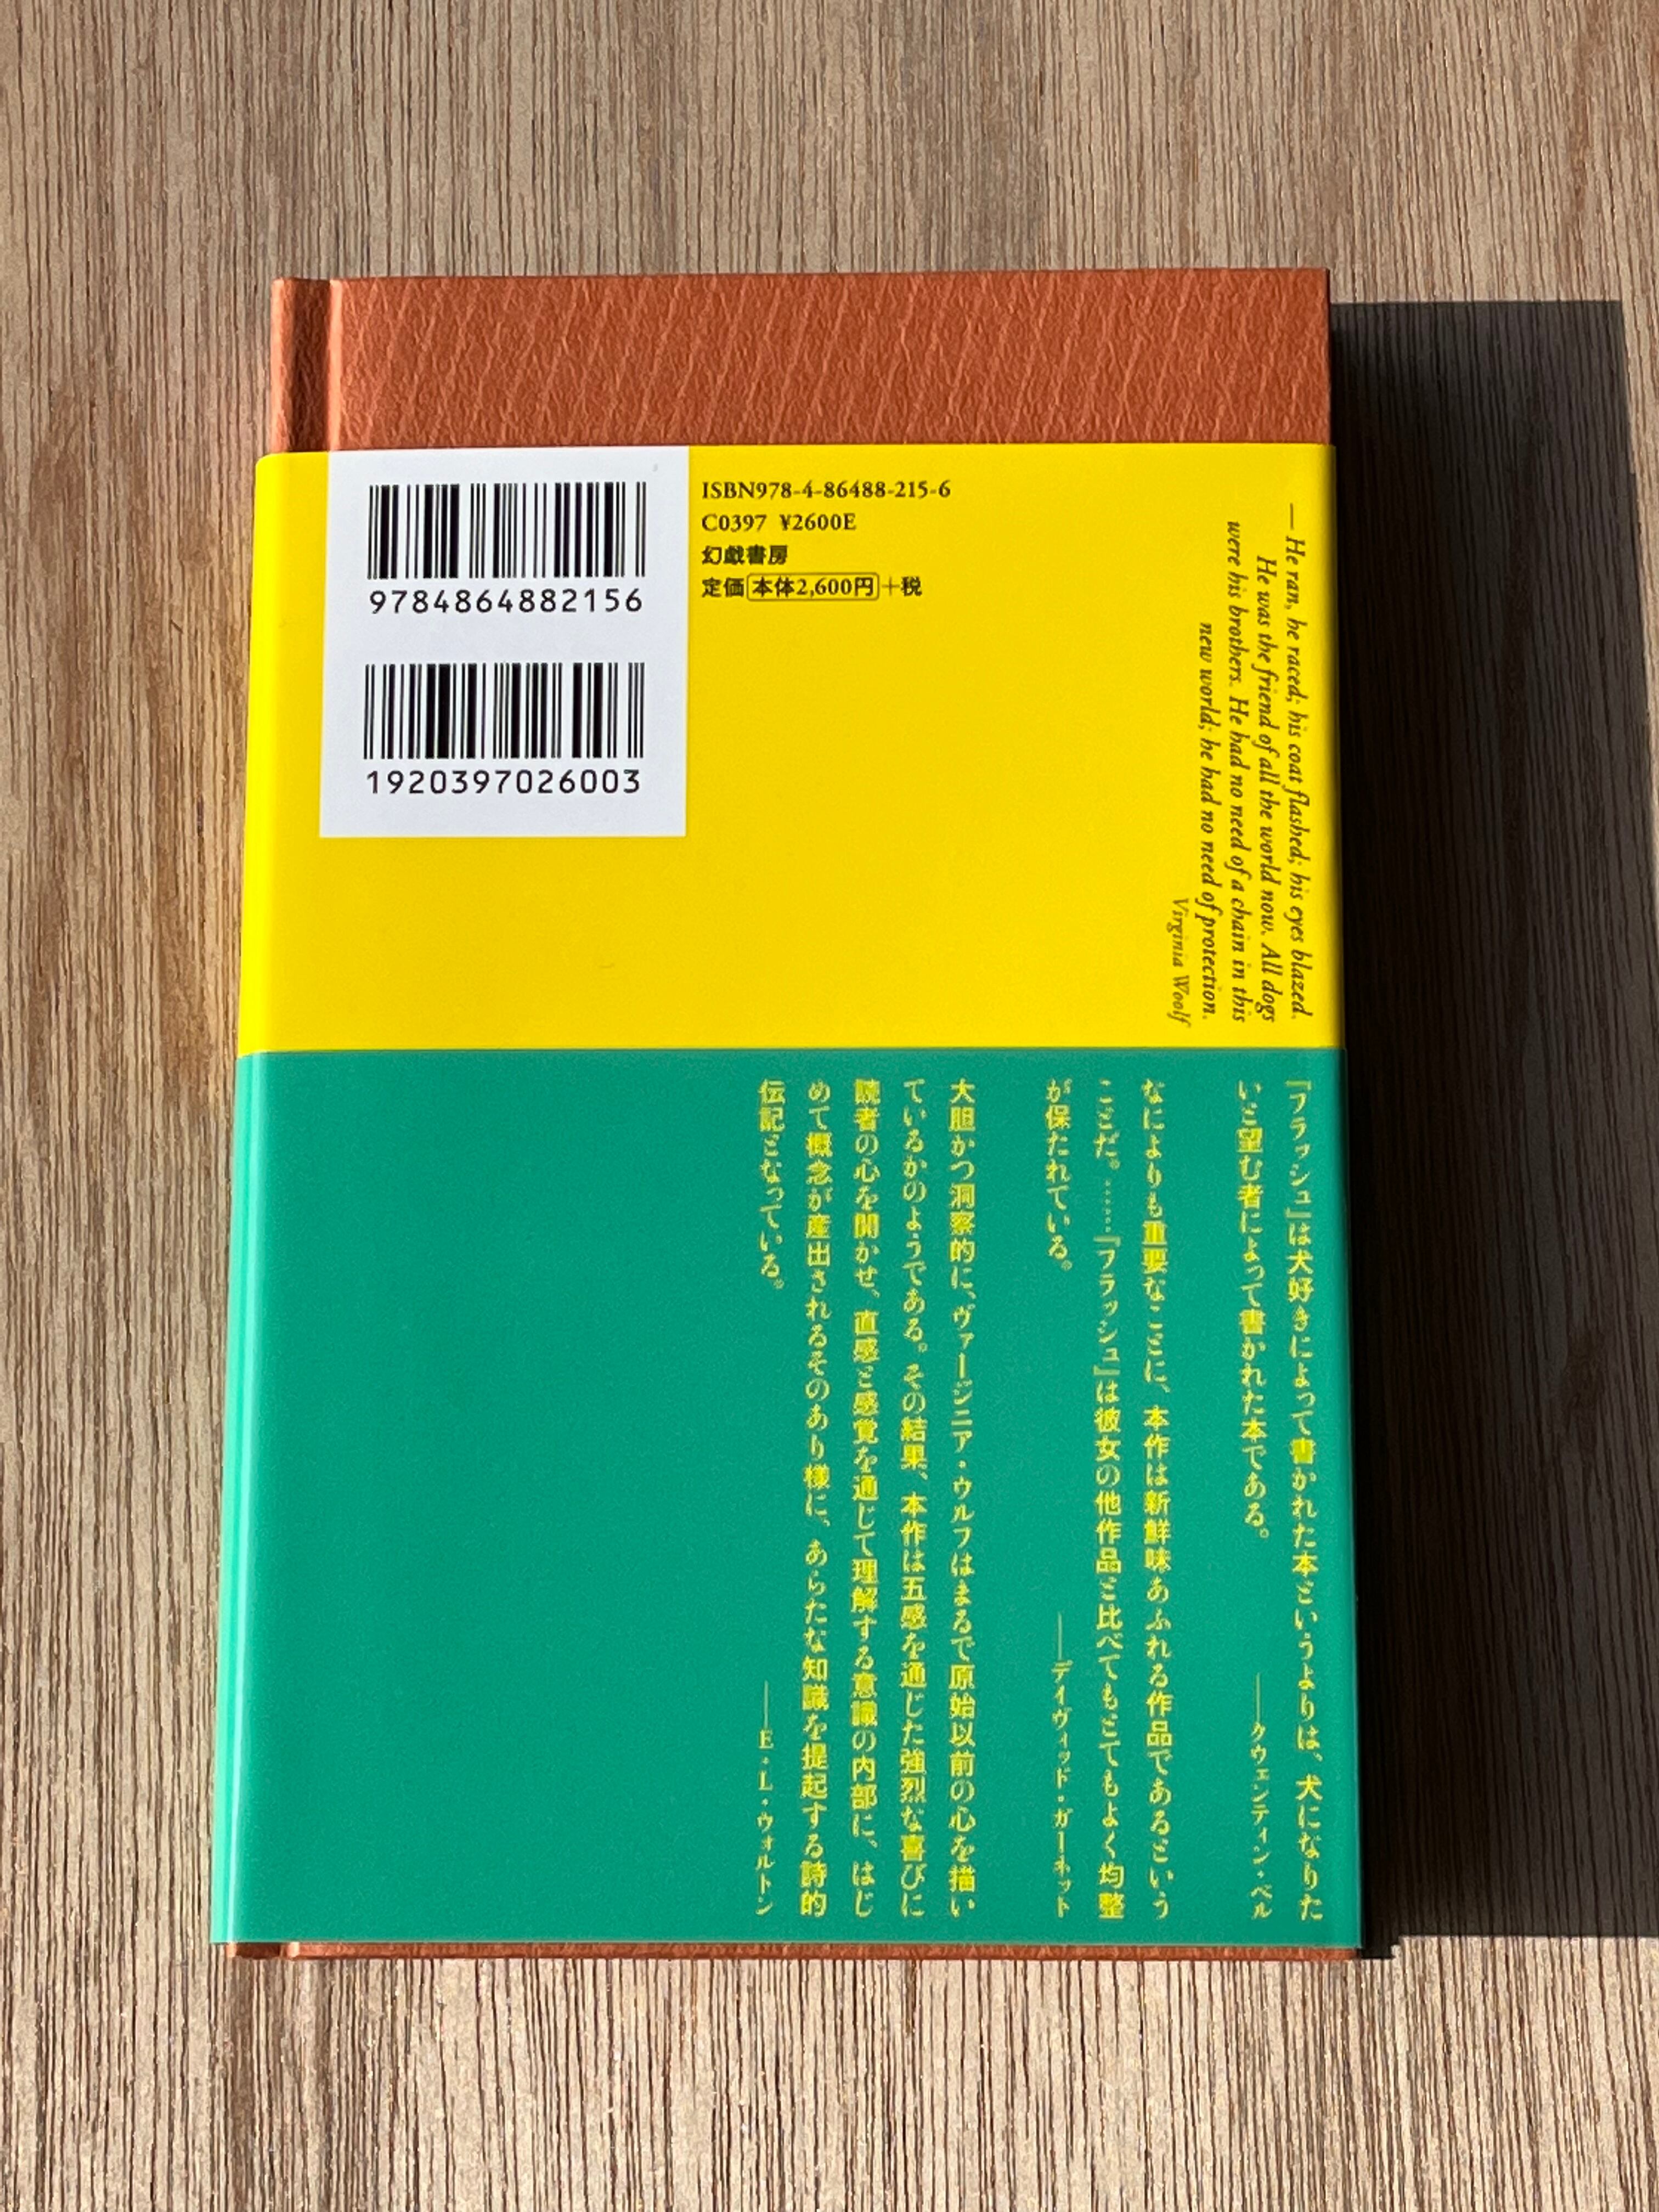 9784864882156
1920397026003
ISBN978-4-86488-215-6
C0397 ¥2600E
幻戯書房
定価本体2,600円+税
—He ran, he raced; his coat flashed; his eyes blazed.
He was the friend of all the world now. All dogs
were his brothers. He had no need of a chain in this
new world; he had no need of protection.
Virginia Woolf
『フラッシュ』は犬好きによって書かれた本というよりは、犬になりた
いと望む者によって書かれた本である。
——クウェンティン・ベル
なによりも重要なことに、本作は新鮮味あふれる作品であるという
ことだ。……『フラッシュ』は彼女の他作品と比べてもとてもよく均整
が保たれている。
——デイヴィッド・ガーネット
大胆かつ洞察的に、ヴァージニア・ウルフはまるで原始以前の心を描い
ているかのようである。その結果、本作は五感を通じた強烈な喜びに
読者の心を開かせ、直感と感覚を通じて理解する意識の内部に、はじ
めて概念が産出されるそのあり様に、あらたな知識を提起する詩的
伝記となっている。
——E・L・ウォルトン